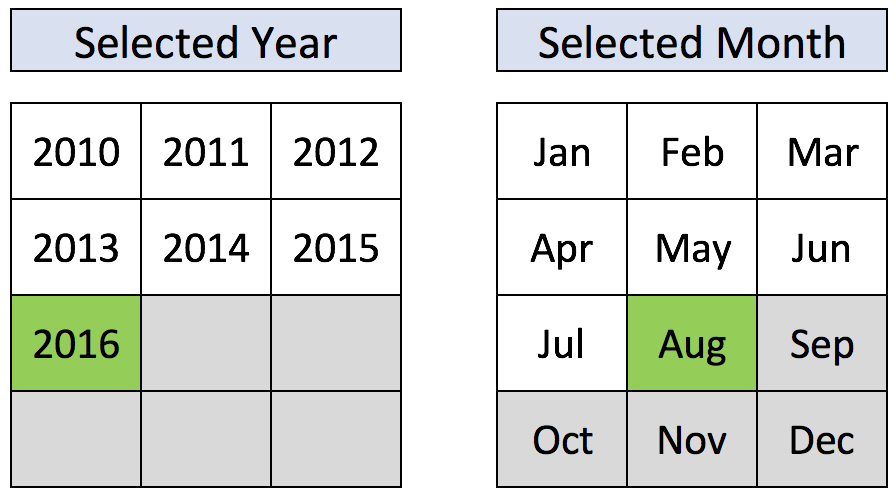 Selected Year
2010 2011 2012
2013 2014 2015
2016
Selected Month
Jan Feb Mar
Apr May Jun
Jul Aug Sep
Oct Nov Dec